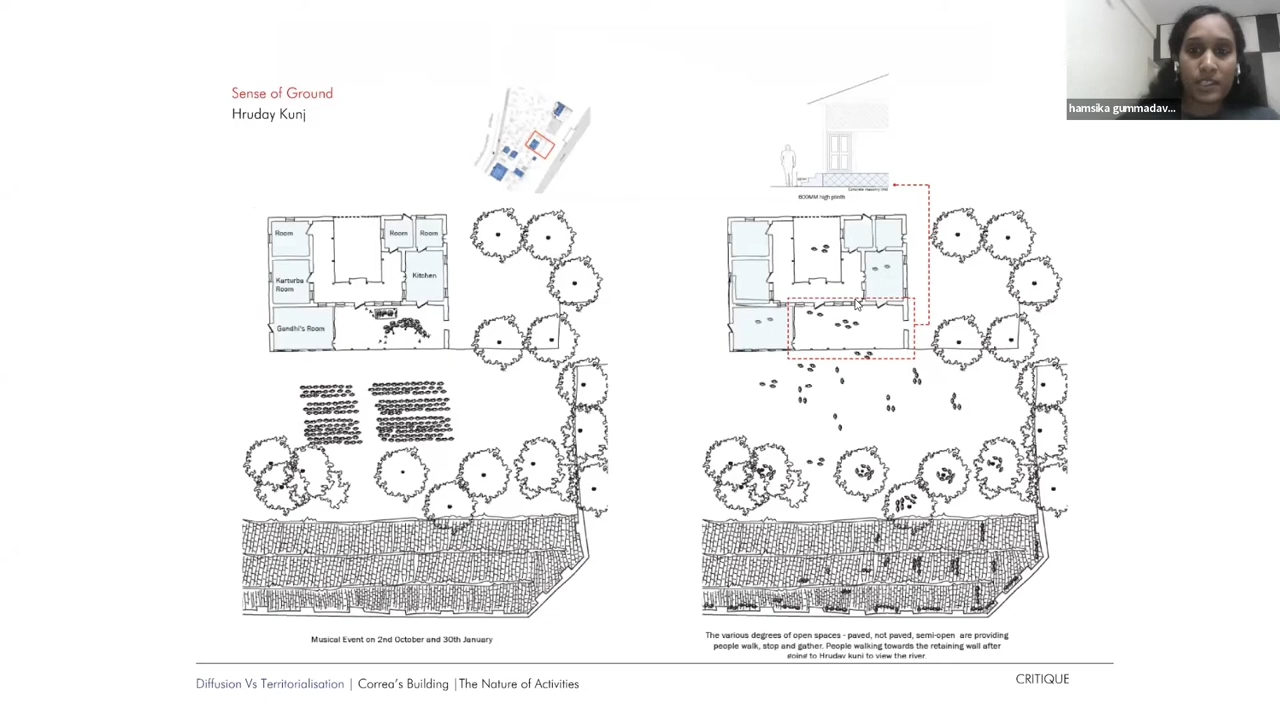 hamsika gummadav...
Sense of Ground
Hruday Kunj
600MM high plinth
Room
Room
Room
Karturba
Room
Kitchen
Gandhi's Room
Musical Event on 2nd October and 30th January
The various degrees of open spaces - paved, not paved, semi-open are providing
people walk, stop and gather. People walking towards the retaining wall after
going to Hruday kunj to view the river.
Diffusion Vs Territorialisation | Correa's Building |The Nature of Activities
CRITIQUE